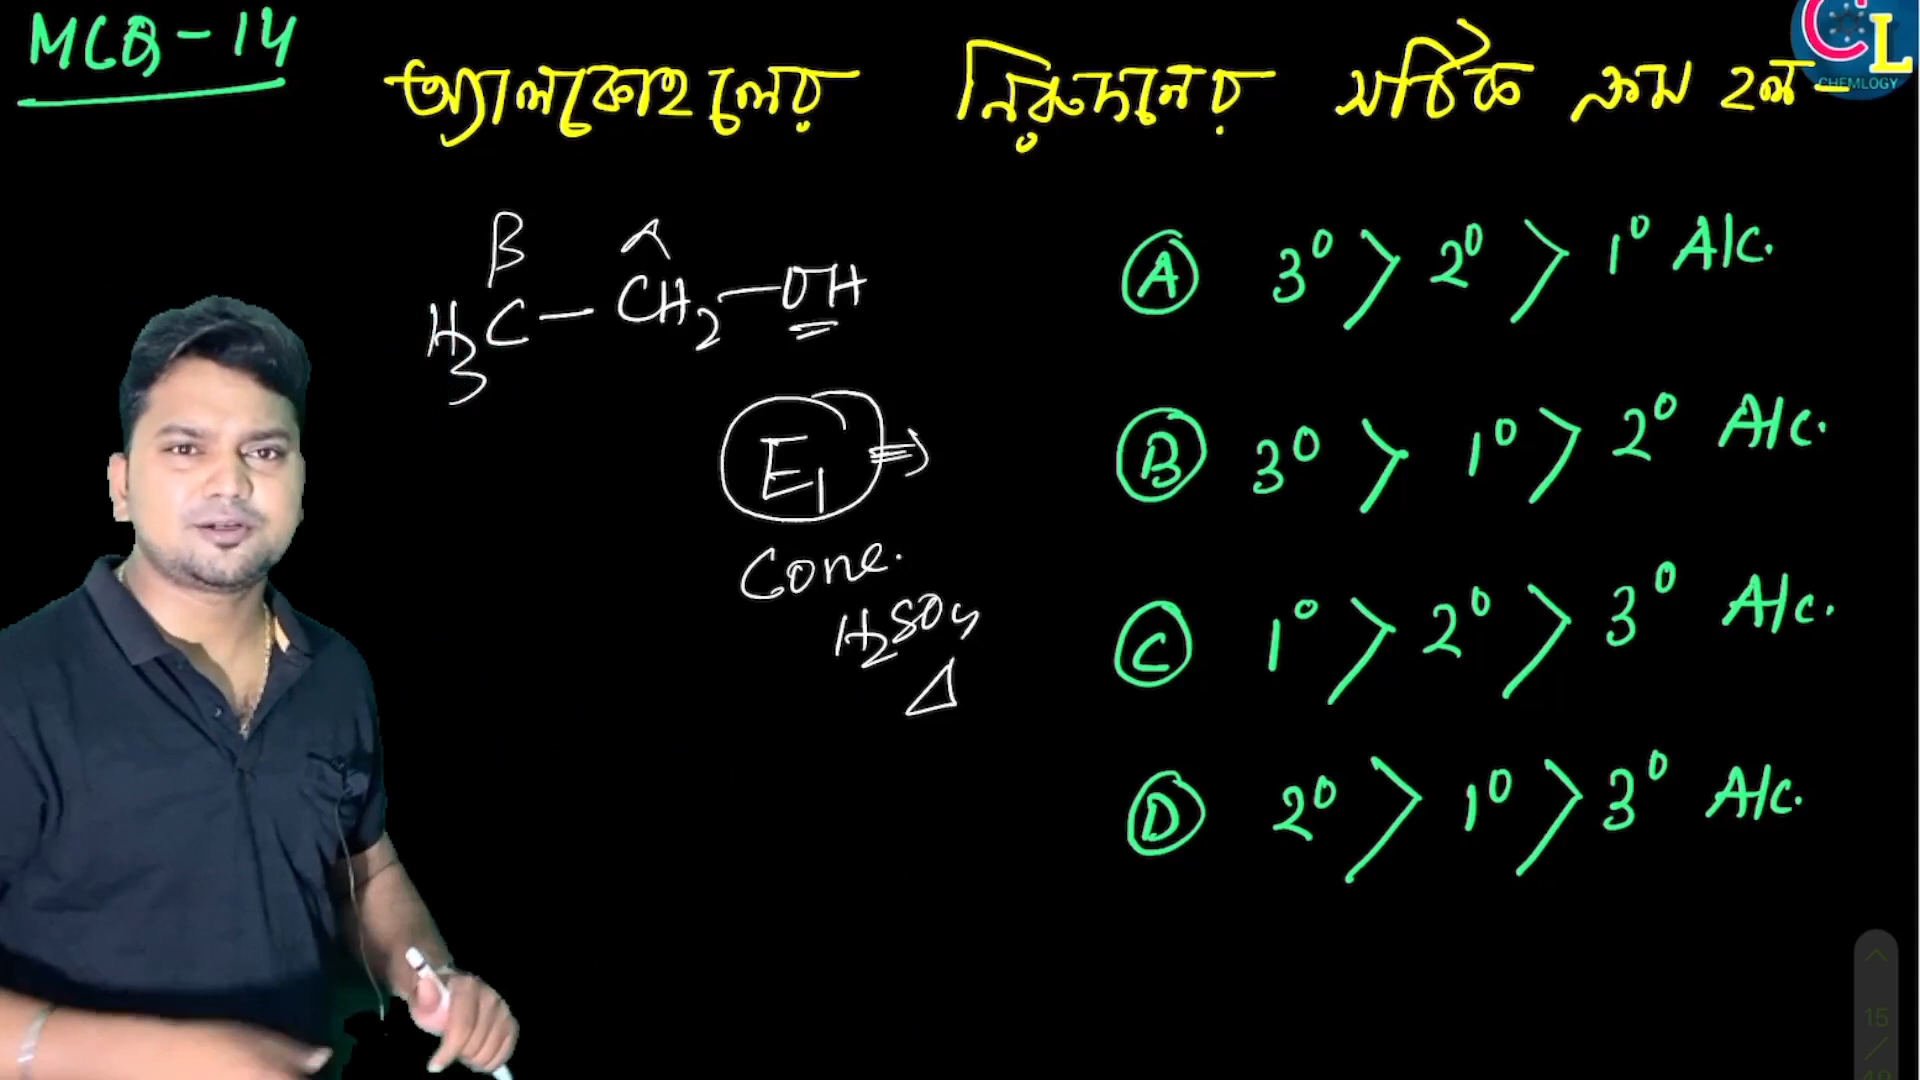 MCQ-14
অ্যালকোহলের নিরুদনের সঠিক ক্রম হল-
CL
CHEMLOGY
β α
H3C-CH2-OH
E1 ⇒
Conc.
H2SO4
Δ
(A) 3° > 2° > 1° Alc.
(B) 3° > 1° > 2° Alc.
(C) 1° > 2° > 3° Alc.
(D) 2° > 1° > 3° Alc.
15
/